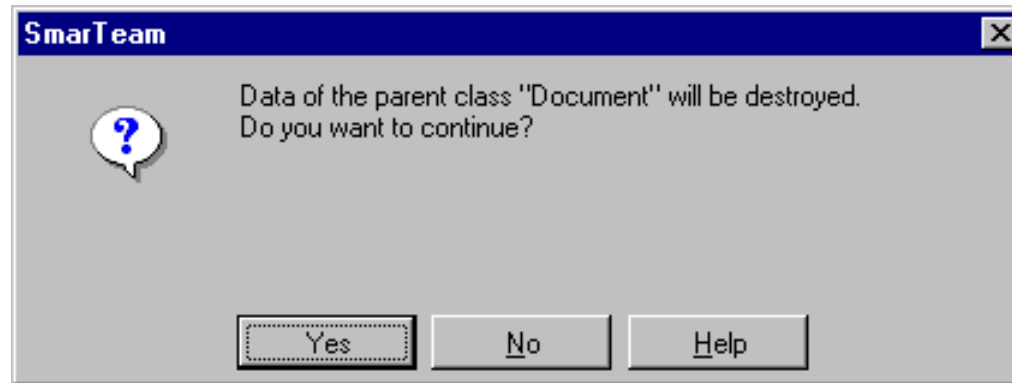 SmarTeam
Data of the parent class "Document" will be destroyed.
Do you want to continue?
Yes No Help